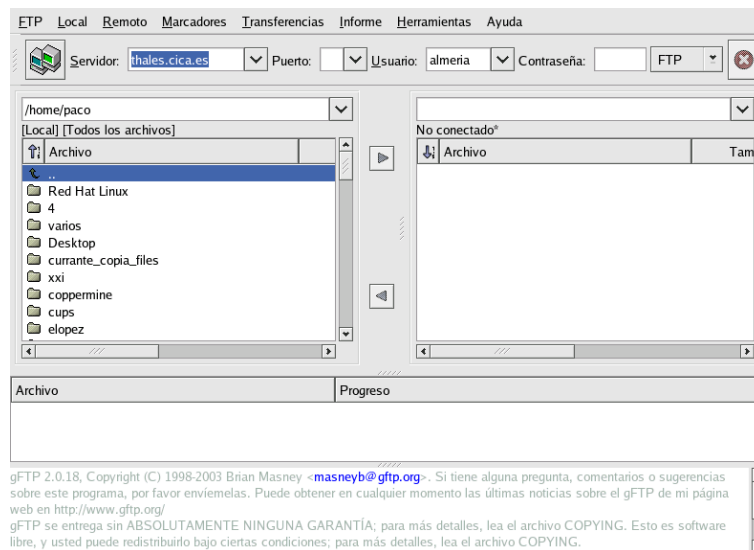 FTP Local Remoto Marcadores Transferencias Informe Herramientas Ayuda
Servidor: thales.cica.es Puerto: Usuario: almeria Contraseña: FTP
/home/paco
[Local] [Todos los archivos]
No conectado*
Archivo
Archivo Tam
..
Red Hat Linux
4
varios
Desktop
currante_copia_files
xxi
coppermine
cups
elopez
Archivo Progreso
gFTP 2.0.18, Copyright (C) 1998-2003 Brian Masney <masneyb@gftp.org>. Si tiene alguna pregunta, comentarios o sugerencias
sobre este programa, por favor envíemelas. Puede obtener en cualquier momento las últimas noticias sobre el gFTP de mi página
web en http://www.gftp.org/
gFTP se entrega sin ABSOLUTAMENTE NINGUNA GARANTÍA; para más detalles, lea el archivo COPYING. Esto es software
libre, y usted puede redistribuirlo bajo ciertas condiciones; para más detalles, lea el archivo COPYING.